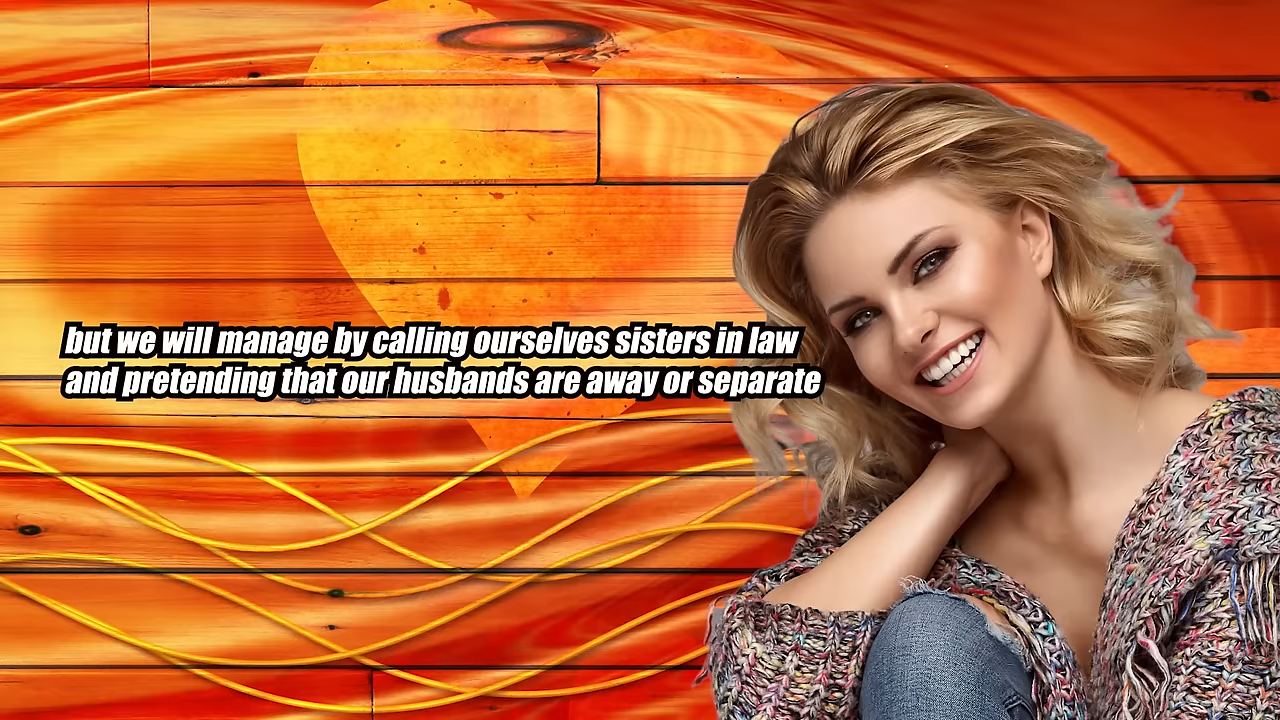 but we will manage by calling ourselves sisters in law
and pretending that our husbands are away or separate